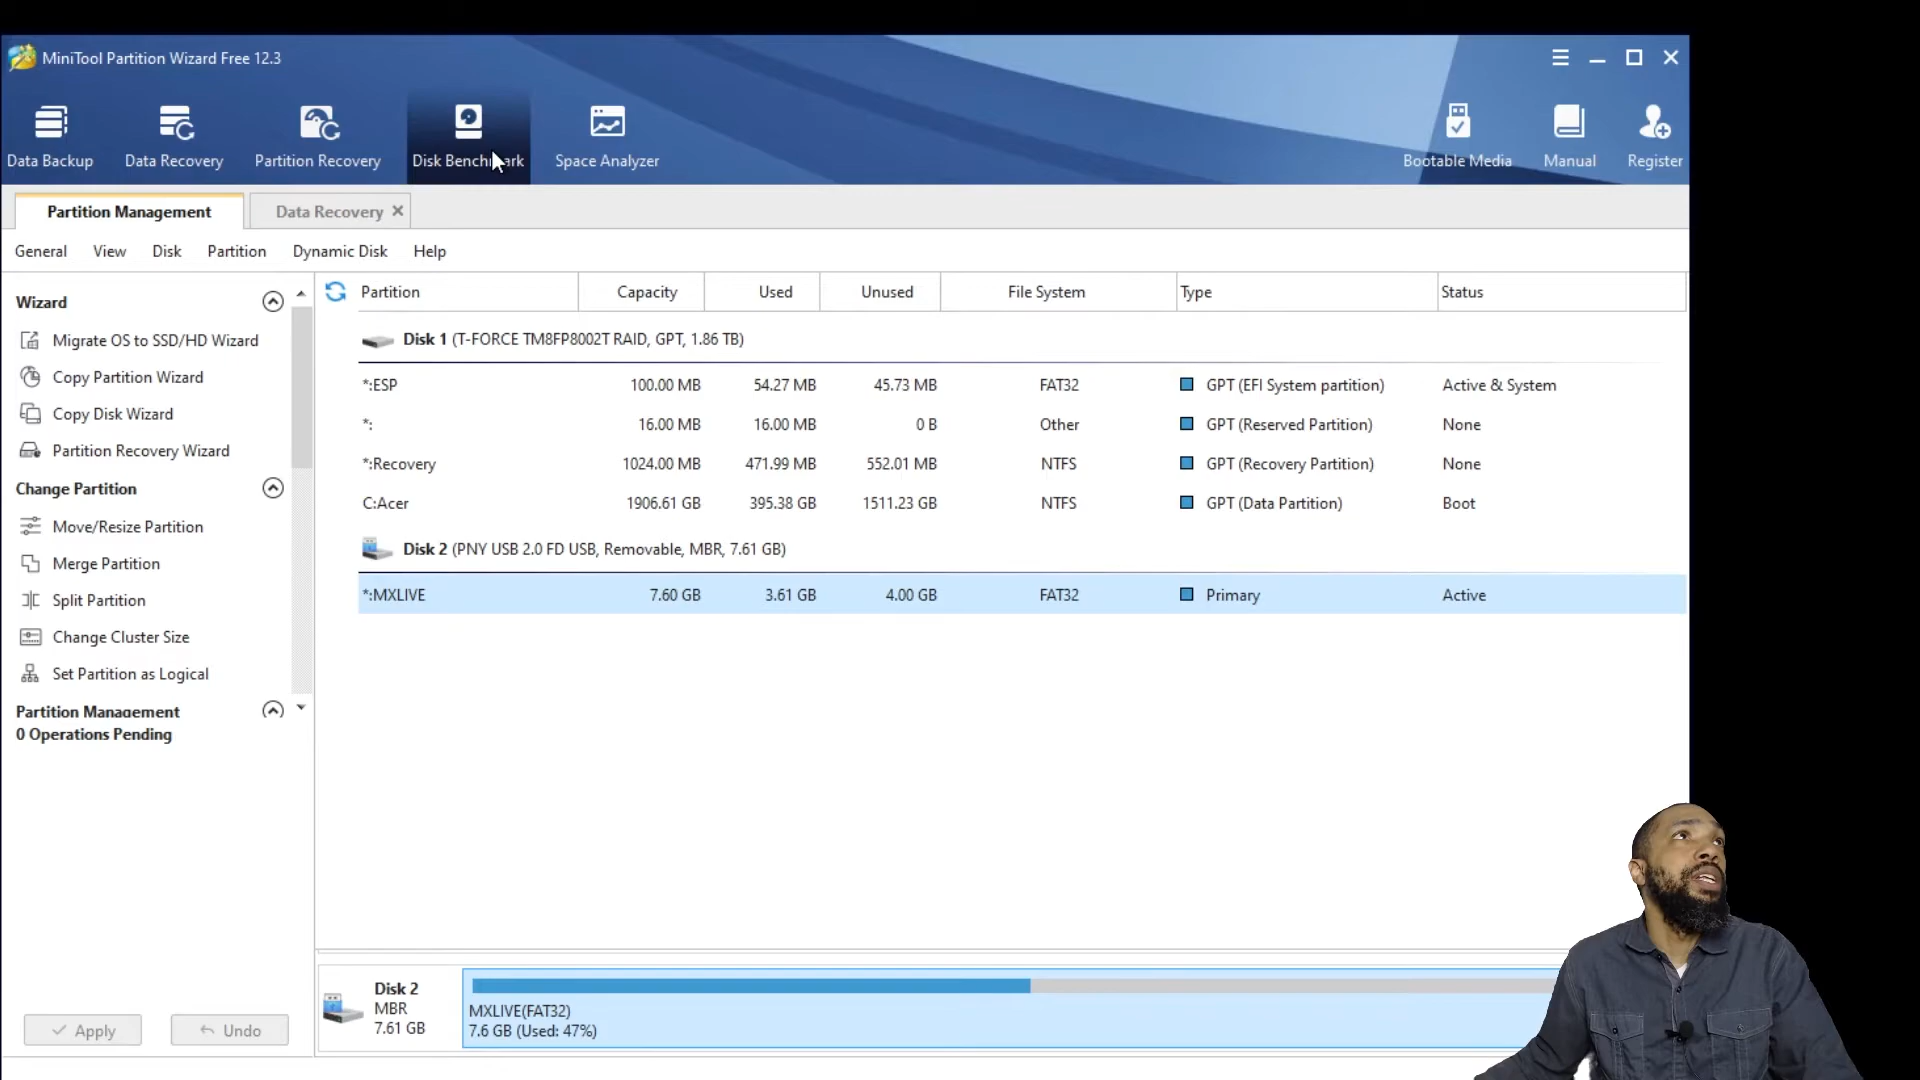 MiniTool Partition Wizard Free 12.3
Data Backup
Data Recovery
Partition Recovery
Disk Benchmark
Space Analyzer
Bootable Media
Manual
Register
Partition Management
Data Recovery
General View Disk Partition Dynamic Disk Help
Wizard
Migrate OS to SSD/HD Wizard
Copy Partition Wizard
Copy Disk Wizard
Partition Recovery Wizard
Change Partition
Move/Resize Partition
Merge Partition
Split Partition
Change Cluster Size
Set Partition as Logical
Partition Management
0 Operations Pending
Apply
Undo
Partition Capacity Used Unused File System Type Status
Disk 1 (T-FORCE TM8FP8002T RAID, GPT, 1.86 TB)
*:ESP 100.00 MB 54.27 MB 45.73 MB FAT32 GPT (EFI System partition) Active & System
*: 16.00 MB 16.00 MB 0 B Other GPT (Reserved Partition) None
*:Recovery 1024.00 MB 471.99 MB 552.01 MB NTFS GPT (Recovery Partition) None
C:Acer 1906.61 GB 395.38 GB 1511.23 GB NTFS GPT (Data Partition) Boot
Disk 2 (PNY USB 2.0 FD USB, Removable, MBR, 7.61 GB)
*:MXLIVE 7.60 GB 3.61 GB 4.00 GB FAT32 Primary Active
Disk 2
MBR
7.61 GB
MXLIVE(FAT32)
7.6 GB (Used: 47%)